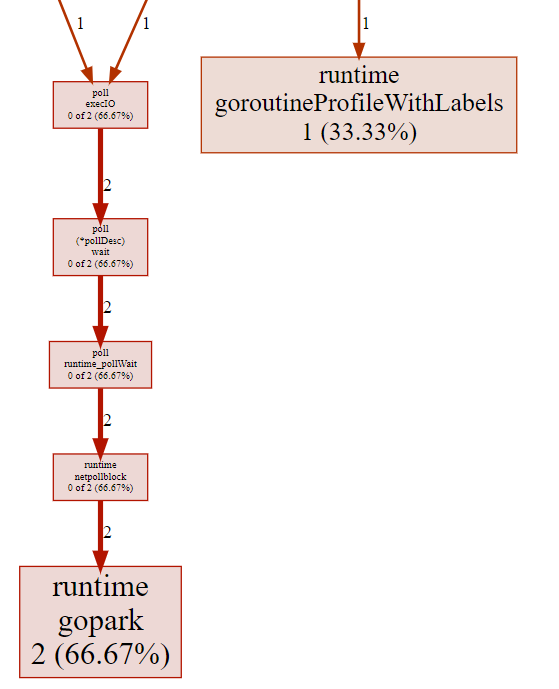 1
1
1
poll
execIO
0 of 2 (66.67%)
runtime
goroutineProfileWithLabels
1 (33.33%)
2
poll
(*pollDesc)
wait
0 of 2 (66.67%)
2
poll
runtime_pollWait
0 of 2 (66.67%)
2
runtime
netpollblock
0 of 2 (66.67%)
2
runtime
gopark
2 (66.67%)